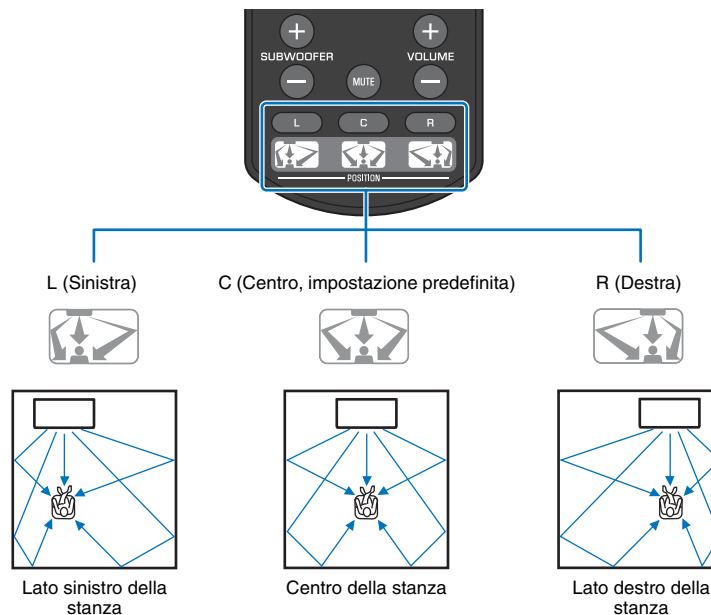 SUBWOOFER VOLUME
MUTE
L C R
POSITION
L (Sinistra) C (Centro, impostazione predefinita) R (Destra)
Lato sinistro della stanza
Centro della stanza
Lato destro della stanza